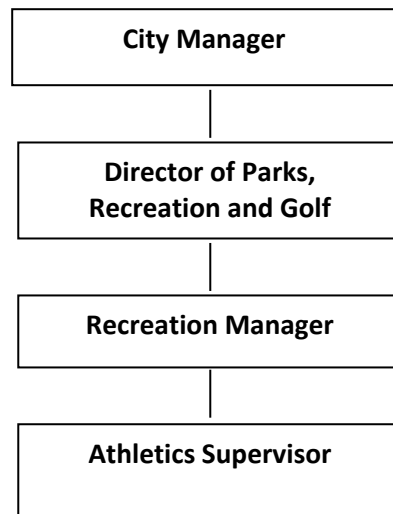 City Manager
Director of Parks,
Recreation and Golf
Recreation Manager
Athletics Supervisor